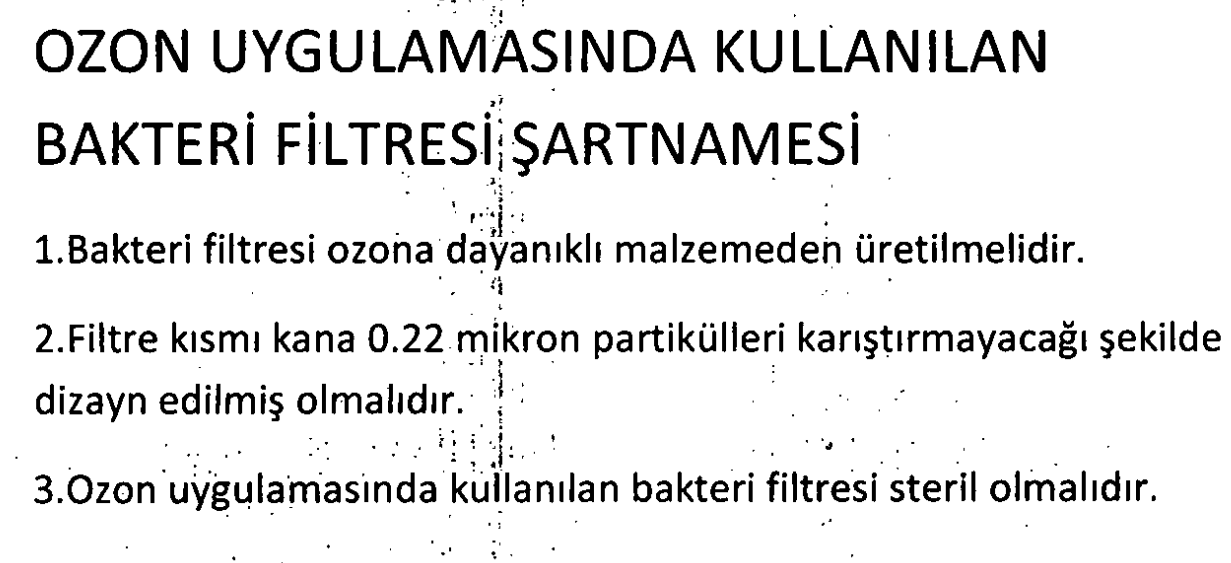 OZON UYGULAMASINDA KULLANILAN
BAKTERİ FİLTRESİ ŞARTNAMESİ
1.Bakteri filtresi ozona dayanıklı malzemeden üretilmelidir.
2.Filtre kısmı kana 0.22 mikron partikülleri karıştırmayacağı şekilde
dizayn edilmiş olmalıdır.
3.Ozon uygulamasında kullanılan bakteri filtresi steril olmalıdır.